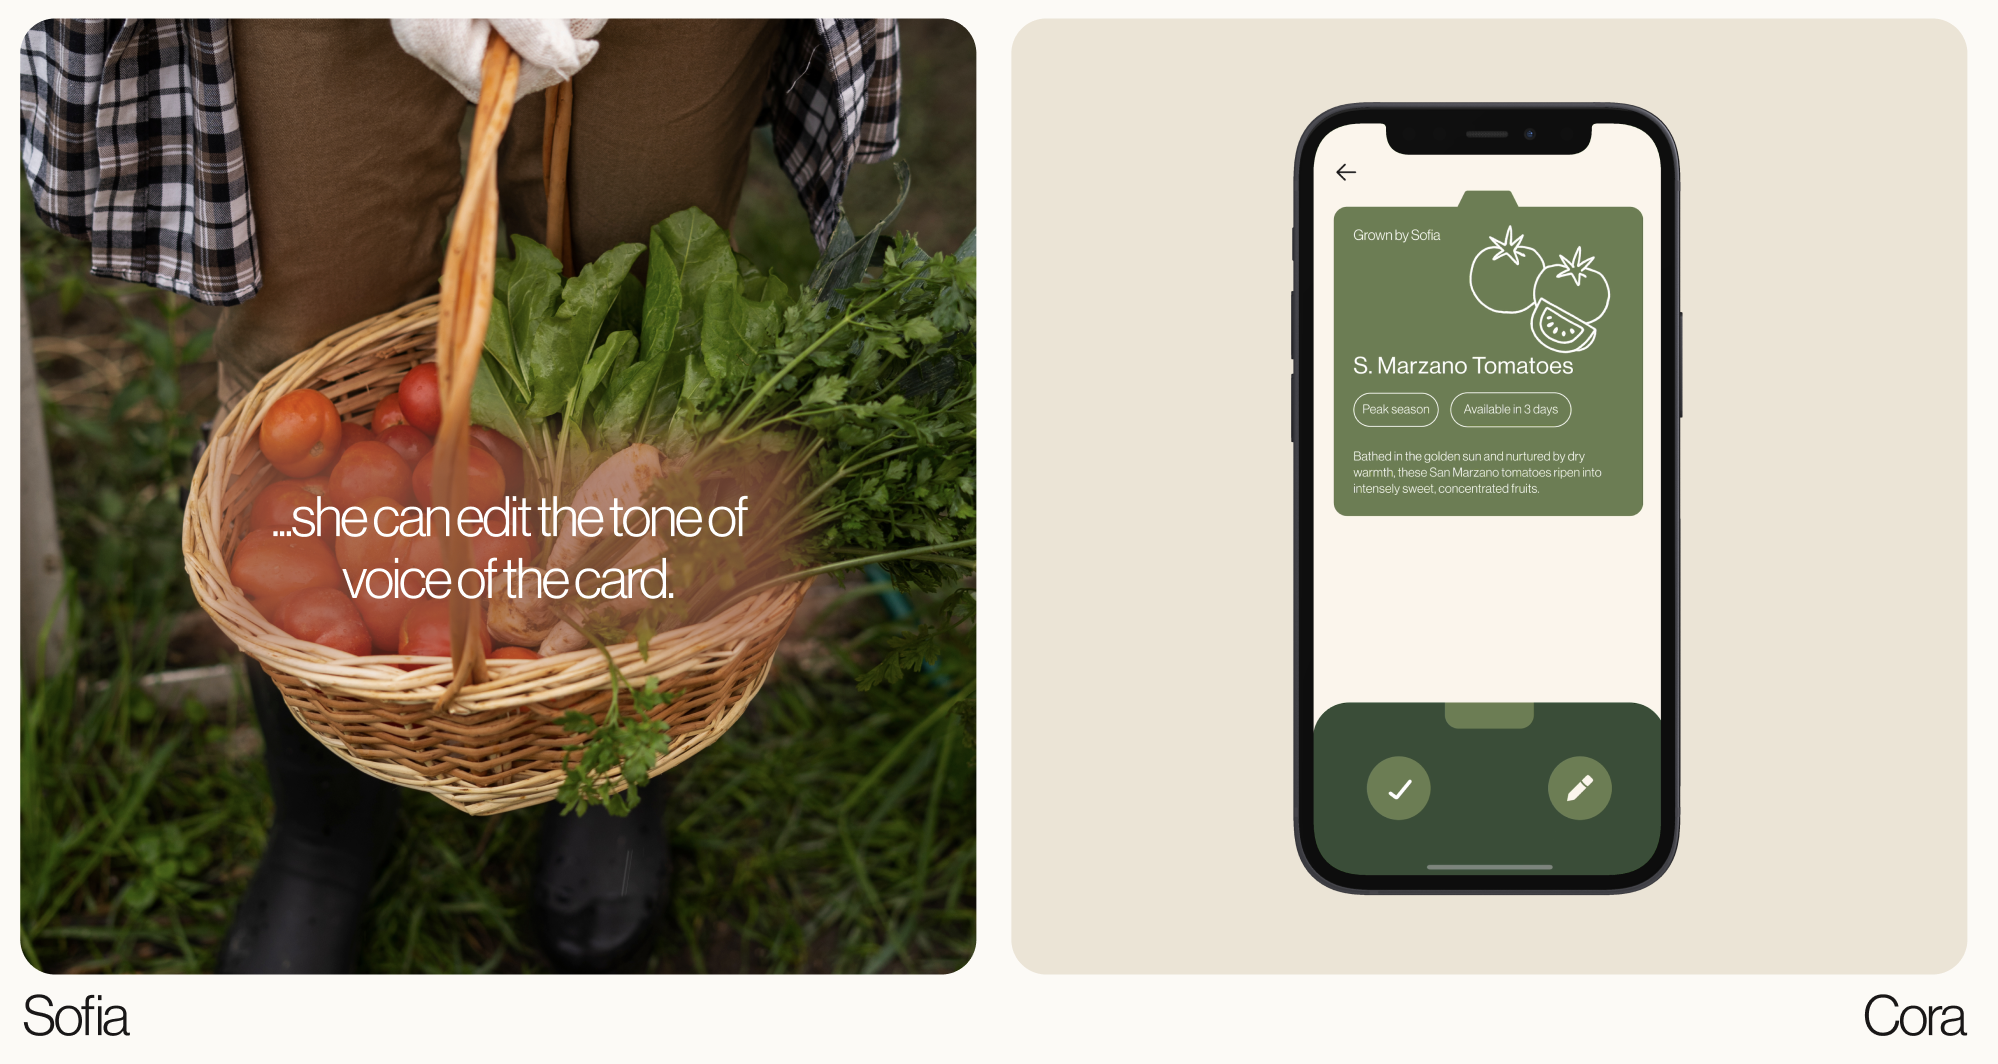 ...she can edit the tone of
voice of the card.
Grown by Sofia
S. Marzano Tomatoes
Peak season
Available in 3 days
Bathed in the golden sun and nurtured by dry
warmth, these San Marzano tomatoes ripen into
intensely sweet, concentrated fruits.
Sofia
Cora